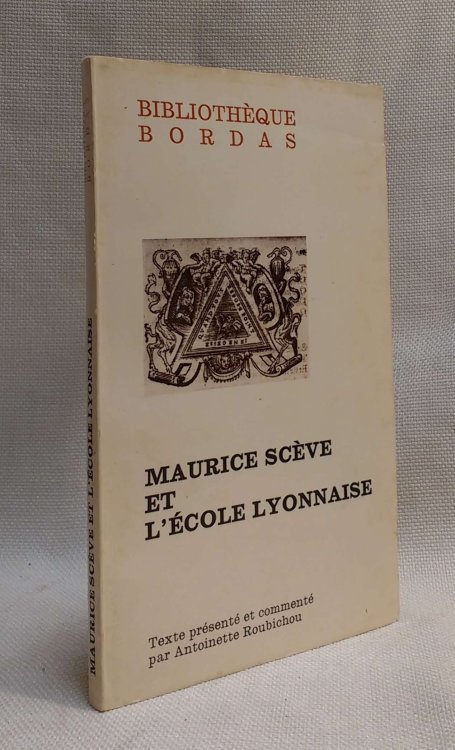 BIBLIOTHÈQUE
BORDAS
MAURICE SCÈVE
ET
L'ÉCOLE LYONNAISE
Texte présenté et commenté
par Antoinette Roubichou
MAURICE SCÈVE ET L'ÉCOLE LYONNAISE